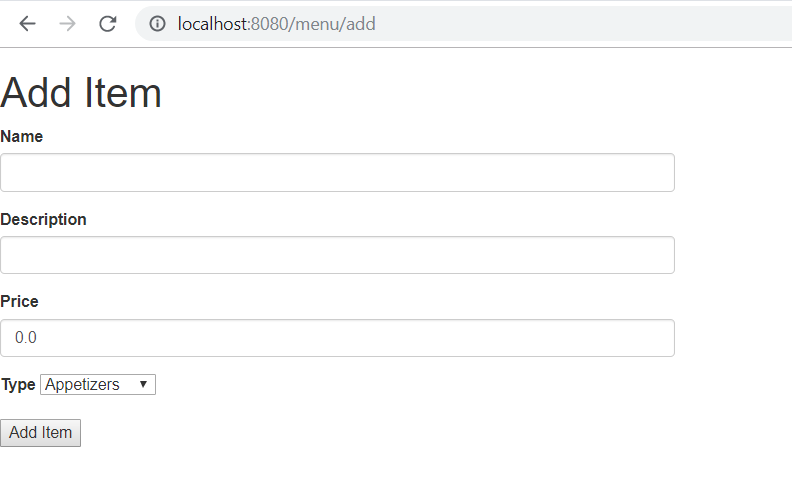 localhost:8080/menu/add
Add Item
Name
Description
Price
0.0
Type Appetizers
Add Item